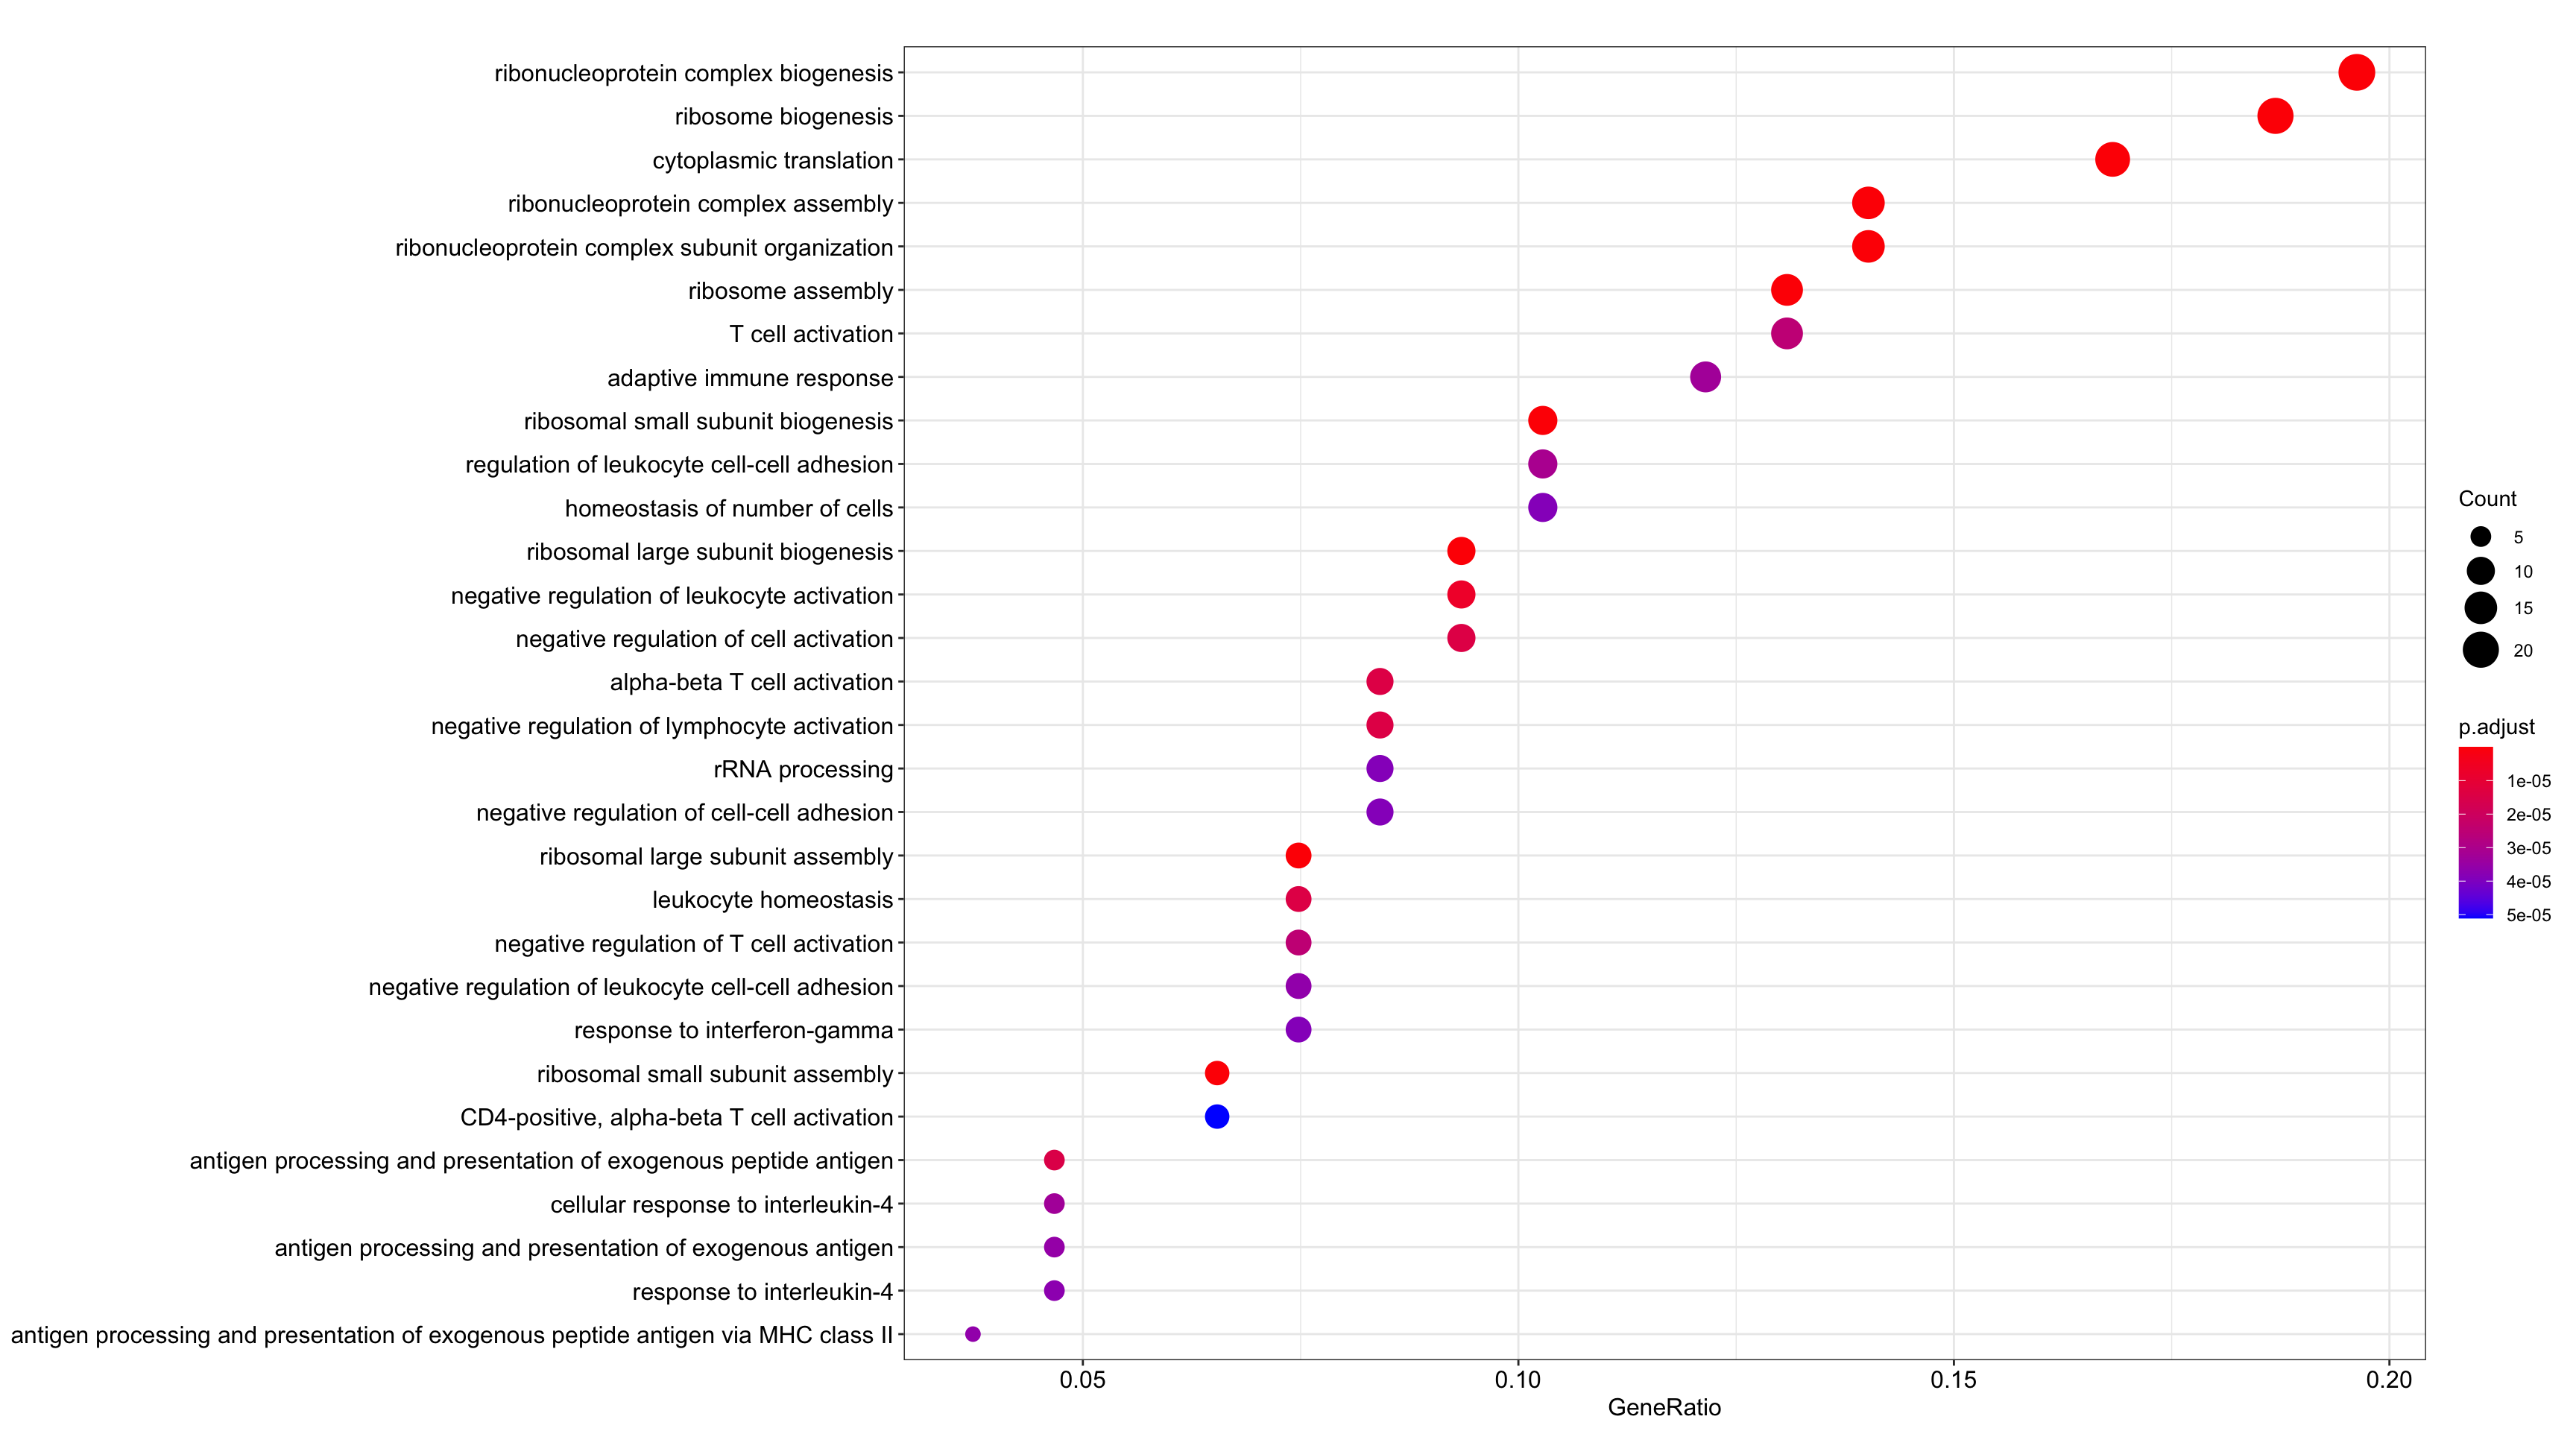 ribonucleoprotein complex biogenesis
ribosome biogenesis
cytoplasmic translation
ribonucleoprotein complex assembly
ribonucleoprotein complex subunit organization
ribosome assembly
T cell activation
adaptive immune response
ribosomal small subunit biogenesis
regulation of leukocyte cell-cell adhesion
homeostasis of number of cells
ribosomal large subunit biogenesis
negative regulation of leukocyte activation
negative regulation of cell activation
alpha-beta T cell activation
negative regulation of lymphocyte activation
rRNA processing
negative regulation of cell-cell adhesion
ribosomal large subunit assembly
leukocyte homeostasis
negative regulation of T cell activation
negative regulation of leukocyte cell-cell adhesion
response to interferon-gamma
ribosomal small subunit assembly
CD4-positive, alpha-beta T cell activation
antigen processing and presentation of exogenous peptide antigen
cellular response to interleukin-4
antigen processing and presentation of exogenous antigen
response to interleukin-4
antigen processing and presentation of exogenous peptide antigen via MHC class II
0.05 0.10 0.15 0.20
GeneRatio
Count
5
10
15
20
p.adjust
1e-05
2e-05
3e-05
4e-05
5e-05